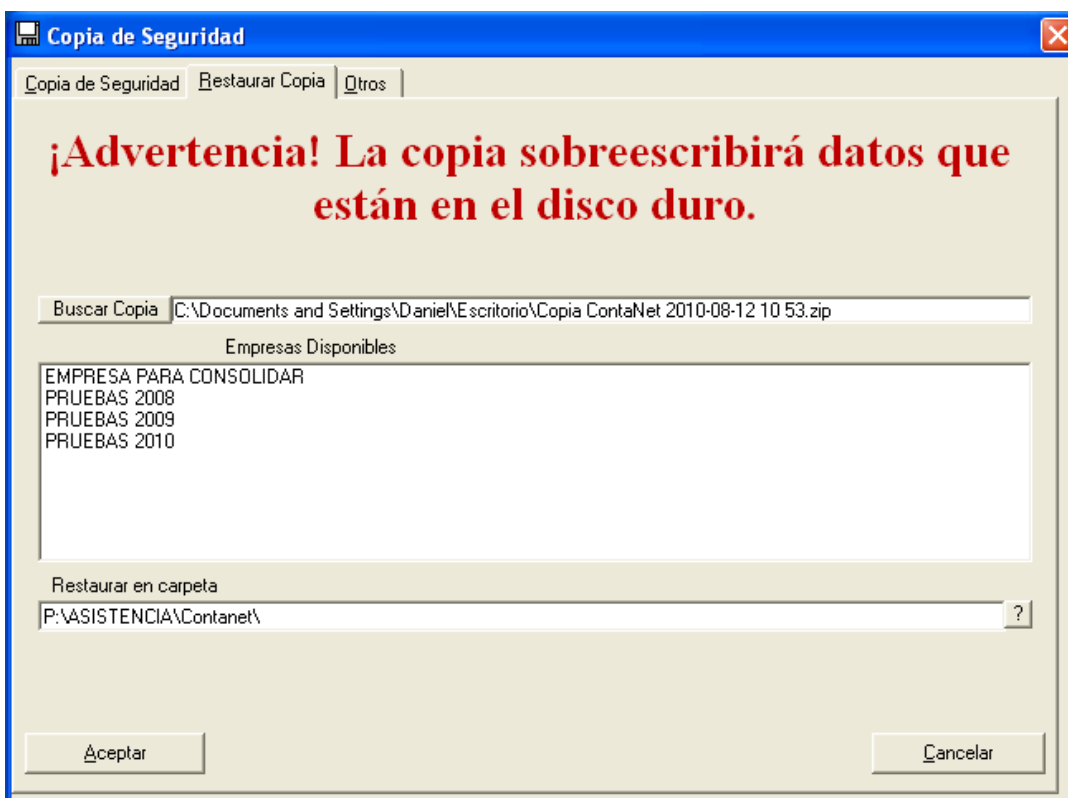 Copia de Seguridad
Copia de Seguridad Restaurar Copia Otros
¡Advertencia! La copia sobreescribirá datos que
están en el disco duro.
Buscar Copia C:\Documents and Settings\Daniel\Escritorio\Copia ContaNet 2010-08-12 10 53.zip
Empresas Disponibles
EMPRESA PARA CONSOLIDAR
PRUEBAS 2008
PRUEBAS 2009
PRUEBAS 2010
Restaurar en carpeta
P:\ASISTENCIA\Contanet\ ?
Aceptar Cancelar